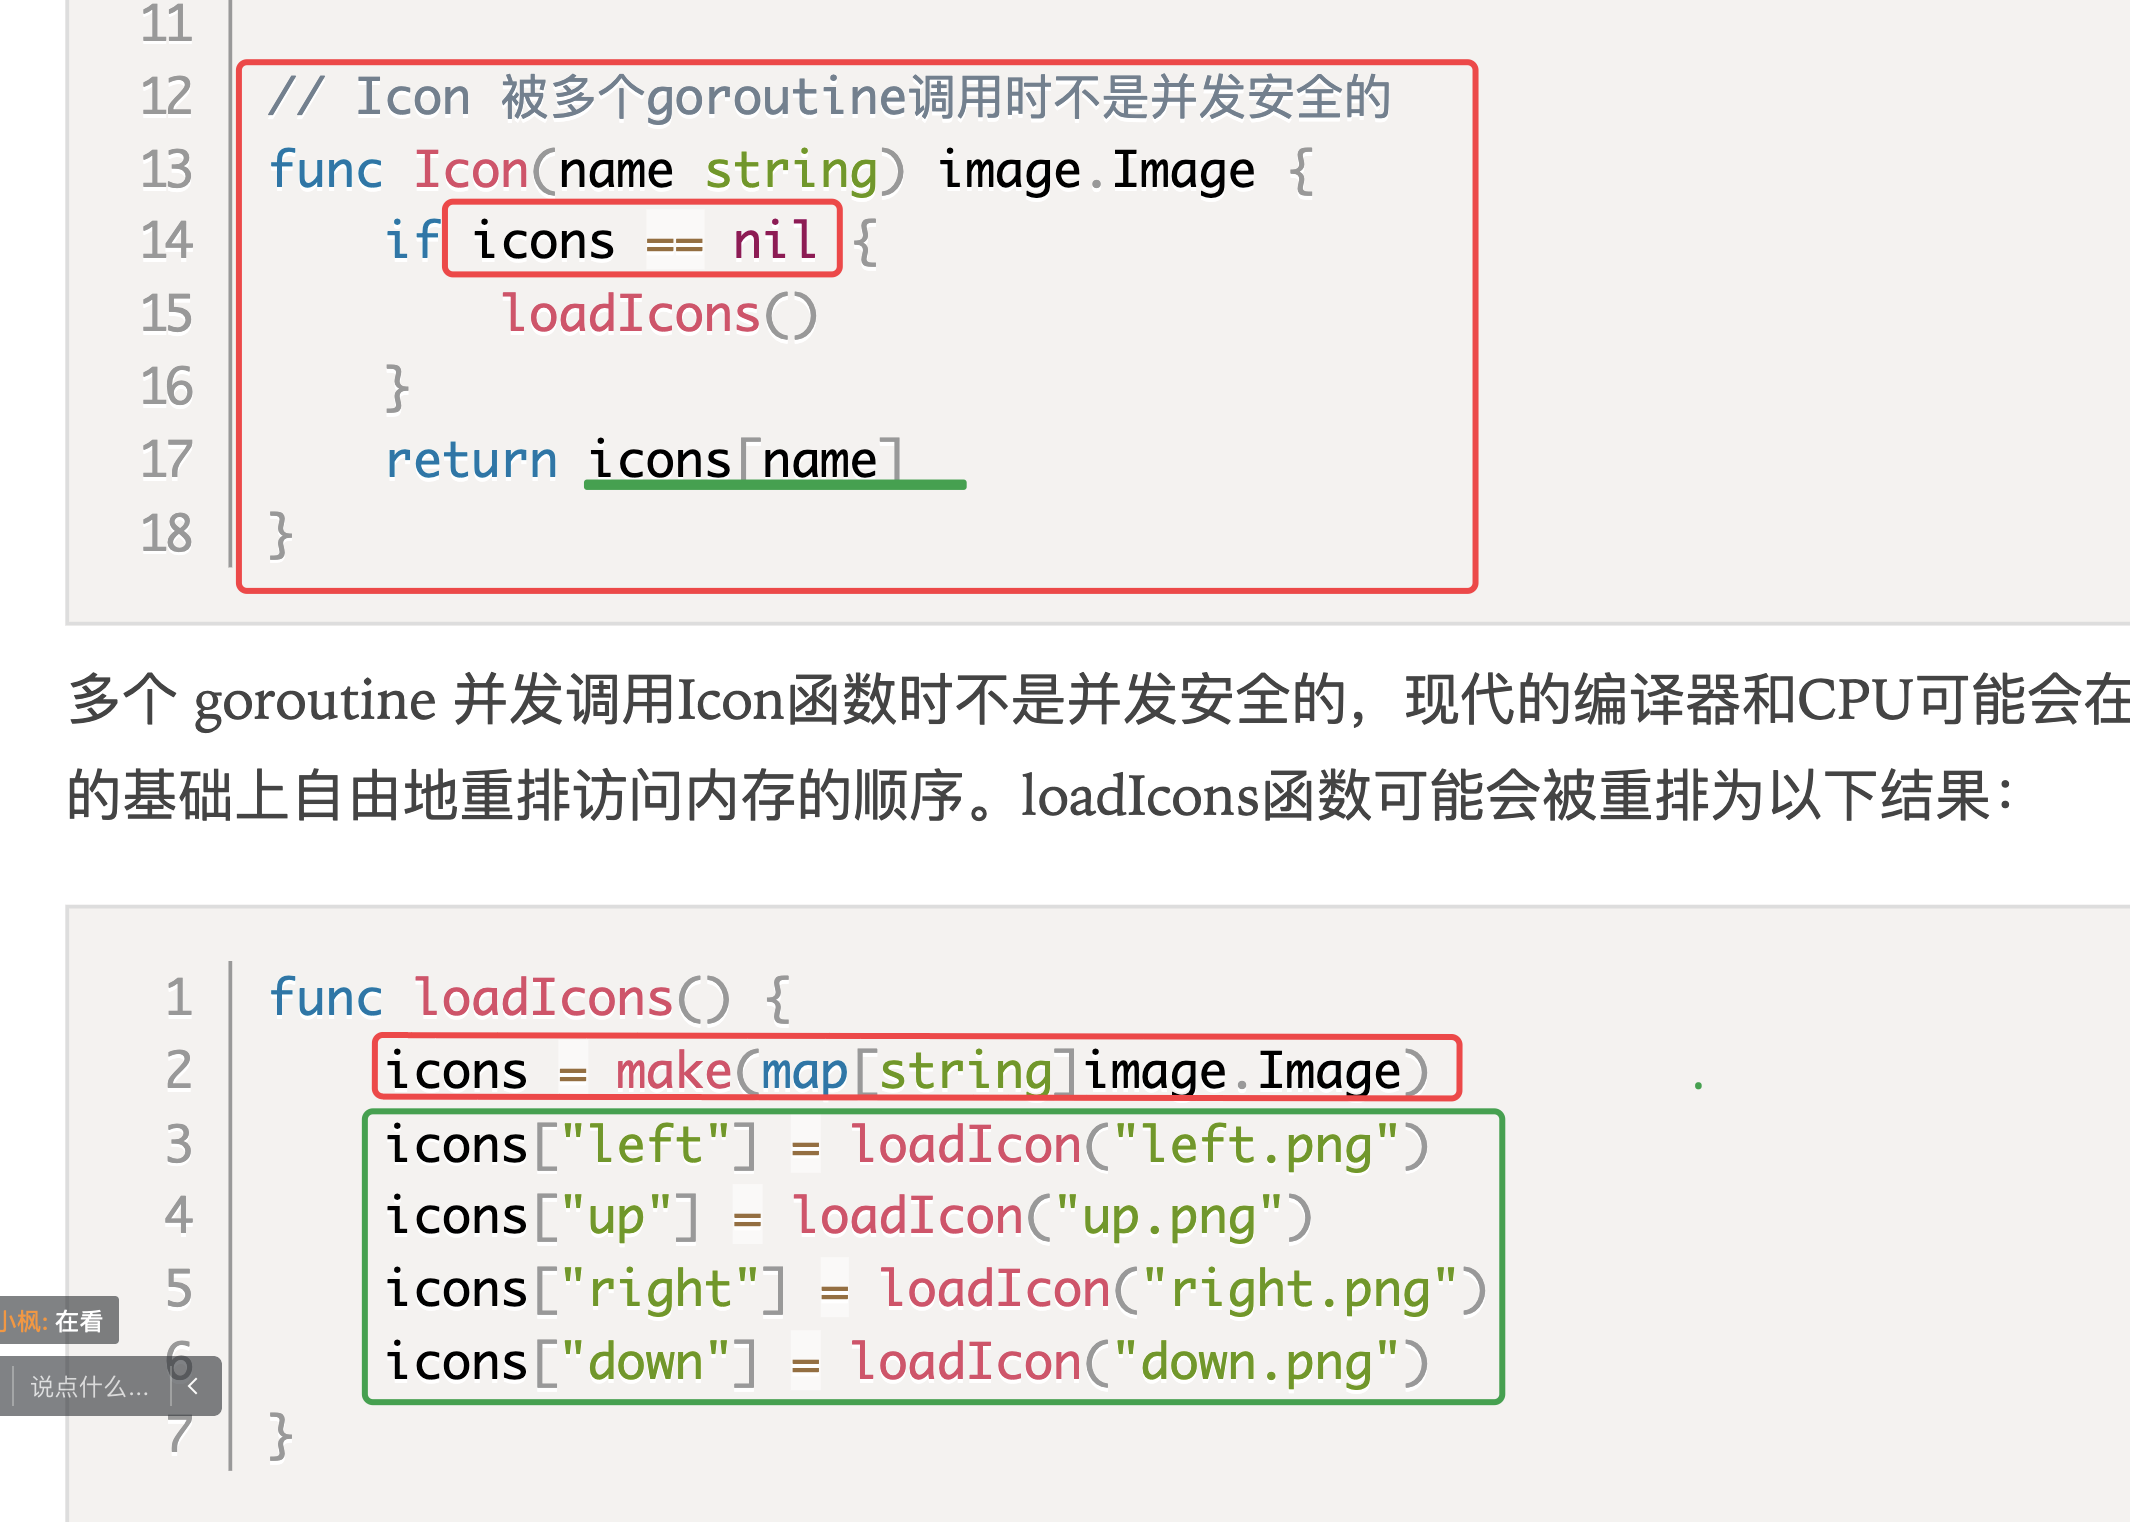 11
12 // Icon 被多个goroutine调用时不是并发安全的
13 func Icon(name string) image.Image {
14     if icons == nil {
15         loadIcons()
16     }
17     return icons[name]
18 }
多个 goroutine 并发调用Icon函数时不是并发安全的，现代的编译器和CPU可能会在
的基础上自由地重排访问内存的顺序。loadIcons函数可能会被重排为以下结果：
1 func loadIcons() {
2     icons = make(map[string]image.Image)
3     icons["left"] = loadIcon("left.png")
4     icons["up"] = loadIcon("up.png")
5     icons["right"] = loadIcon("right.png")
小枫: 在看
6     icons["down"] = loadIcon("down.png")
说点什么...
7 }